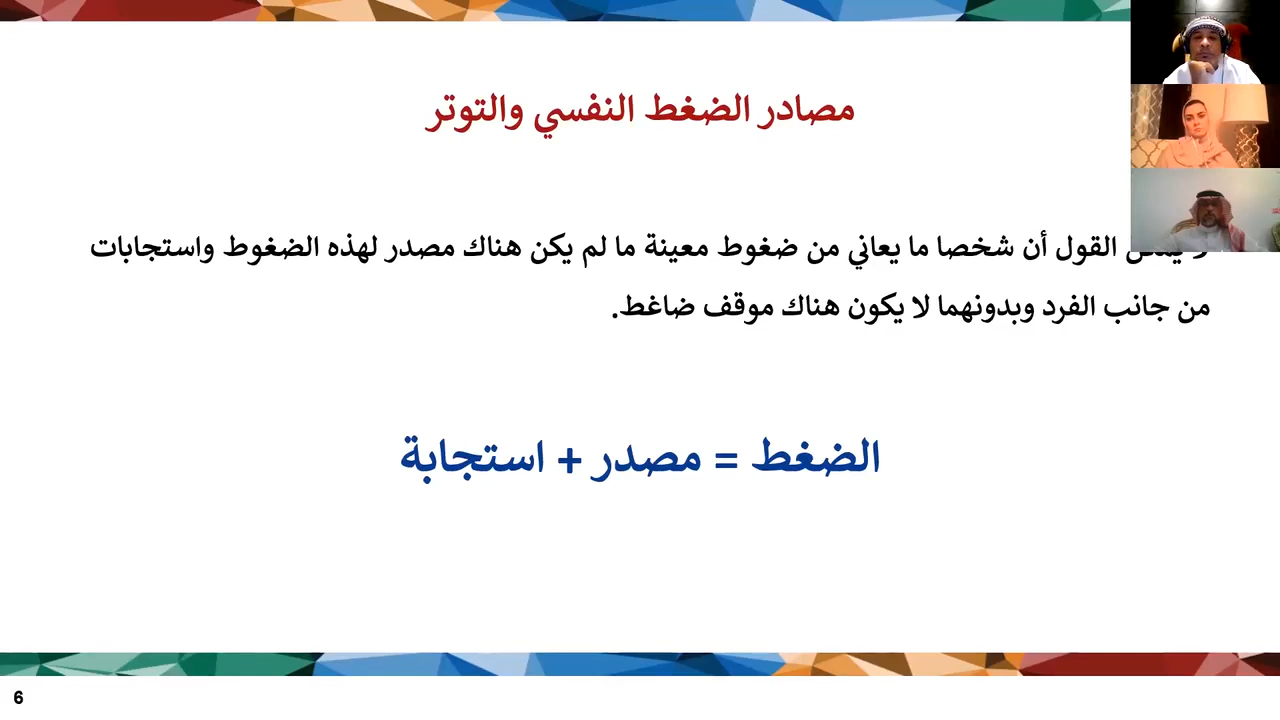 مصادر الضغط النفسي والتوتر
القول أن شخصا ما يعاني من ضغوط معينة ما لم يكن هناك مصدر لهذه الضغوط واستجابات
من جانب الفرد وبدونهما لا يكون هناك موقف ضاغط.
الضغط = مصدر + استجابة
6